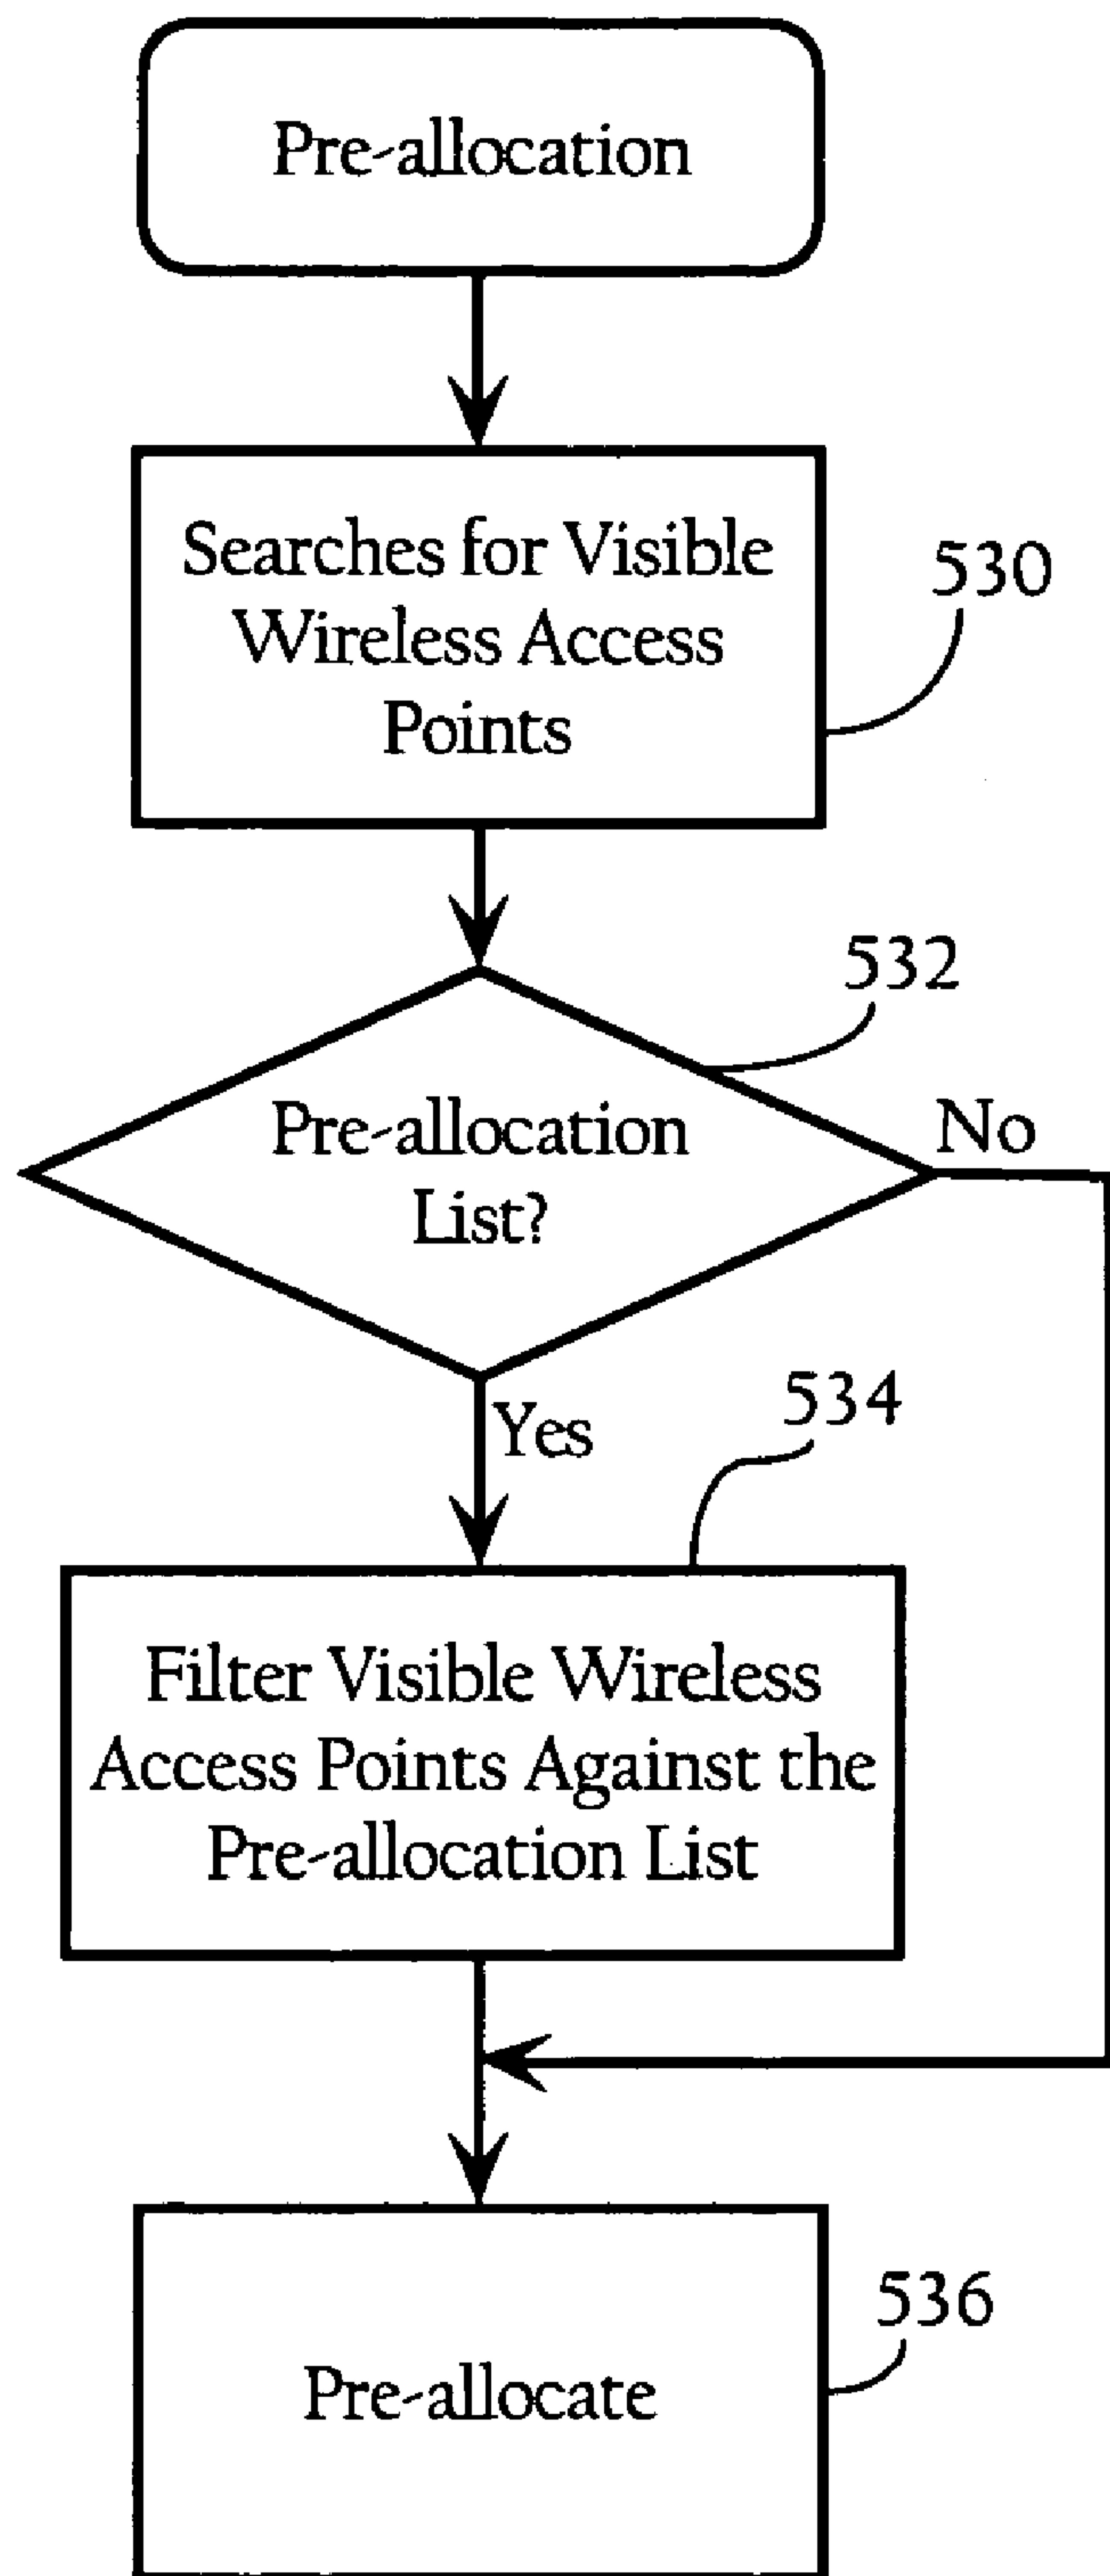 Pre-allocation
Searches for Visible
Wireless Access
Points
530
532
Pre-allocation
List?
No
Yes
534
Filter Visible Wireless
Access Points Against the
Pre-allocation List
Pre-allocate
536